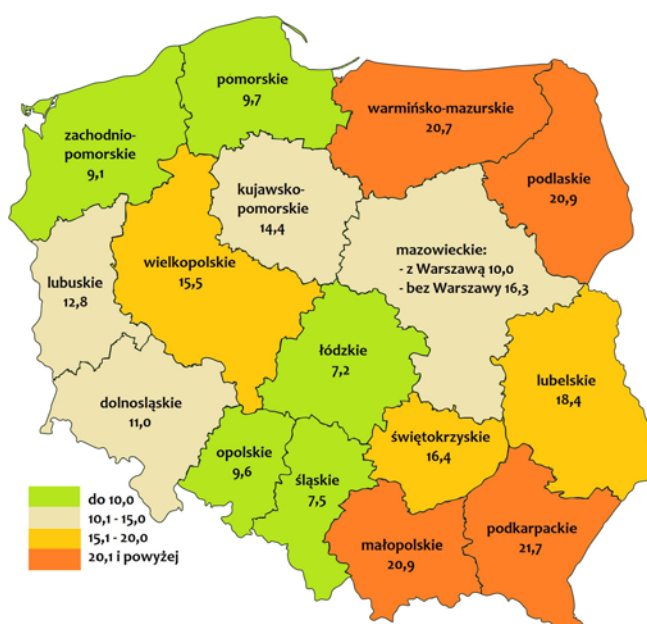 pomorskie
9,7
warmińsko-mazurskie
20,7
zachodnio-
pomorskie
9,1
podlaskie
20,9
kujawsko-
pomorskie
14,4
mazowieckie:
- z Warszawą 10,0
- bez Warszawy 16,3
wielkopolskie
15,5
lubuskie
12,8
łódzkie
7,2
lubelskie
18,4
dolnośląskie
11,0
świętokrzyskie
16,4
opolskie
9,6
śląskie
7,5
podkarpackie
21,7
małopolskie
20,9
do 10,0
10,1 - 15,0
15,1 - 20,0
20,1 i powyżej